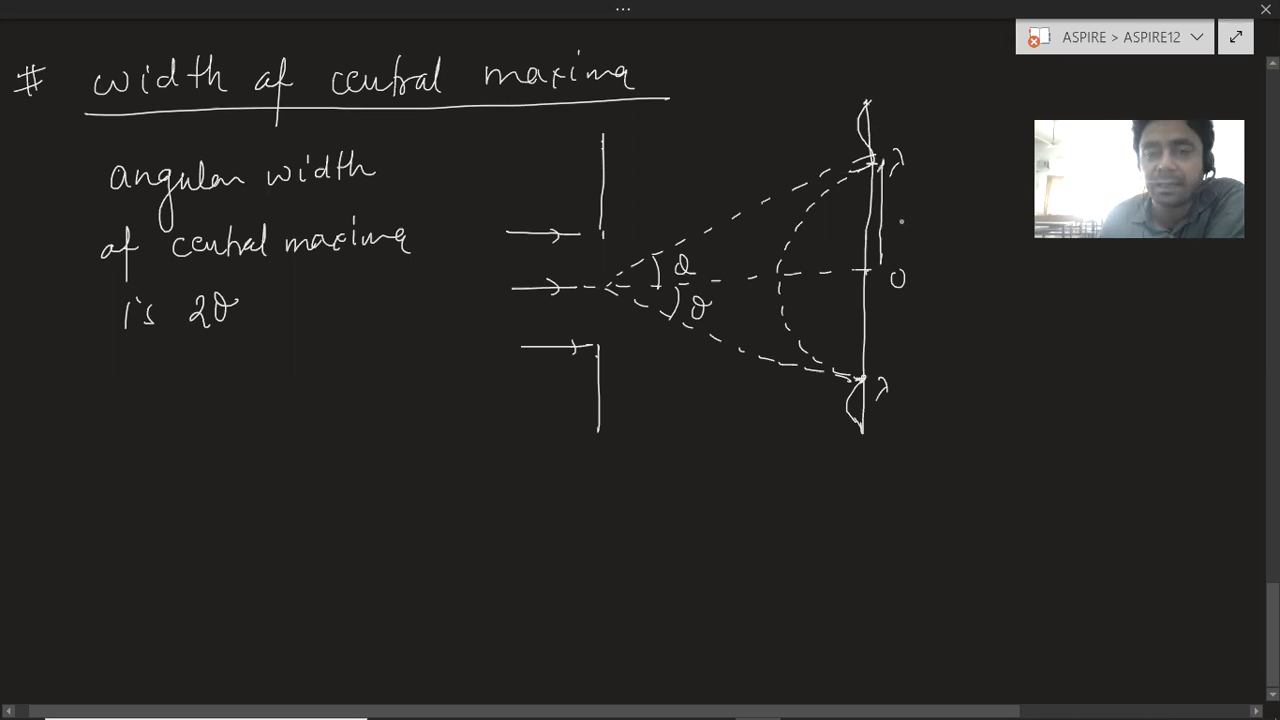 ...
ASPIRE > ASPIRE12
# width of central maxima
angular width
of central maxima
is 2θ
λ
θ
O
θ
λ